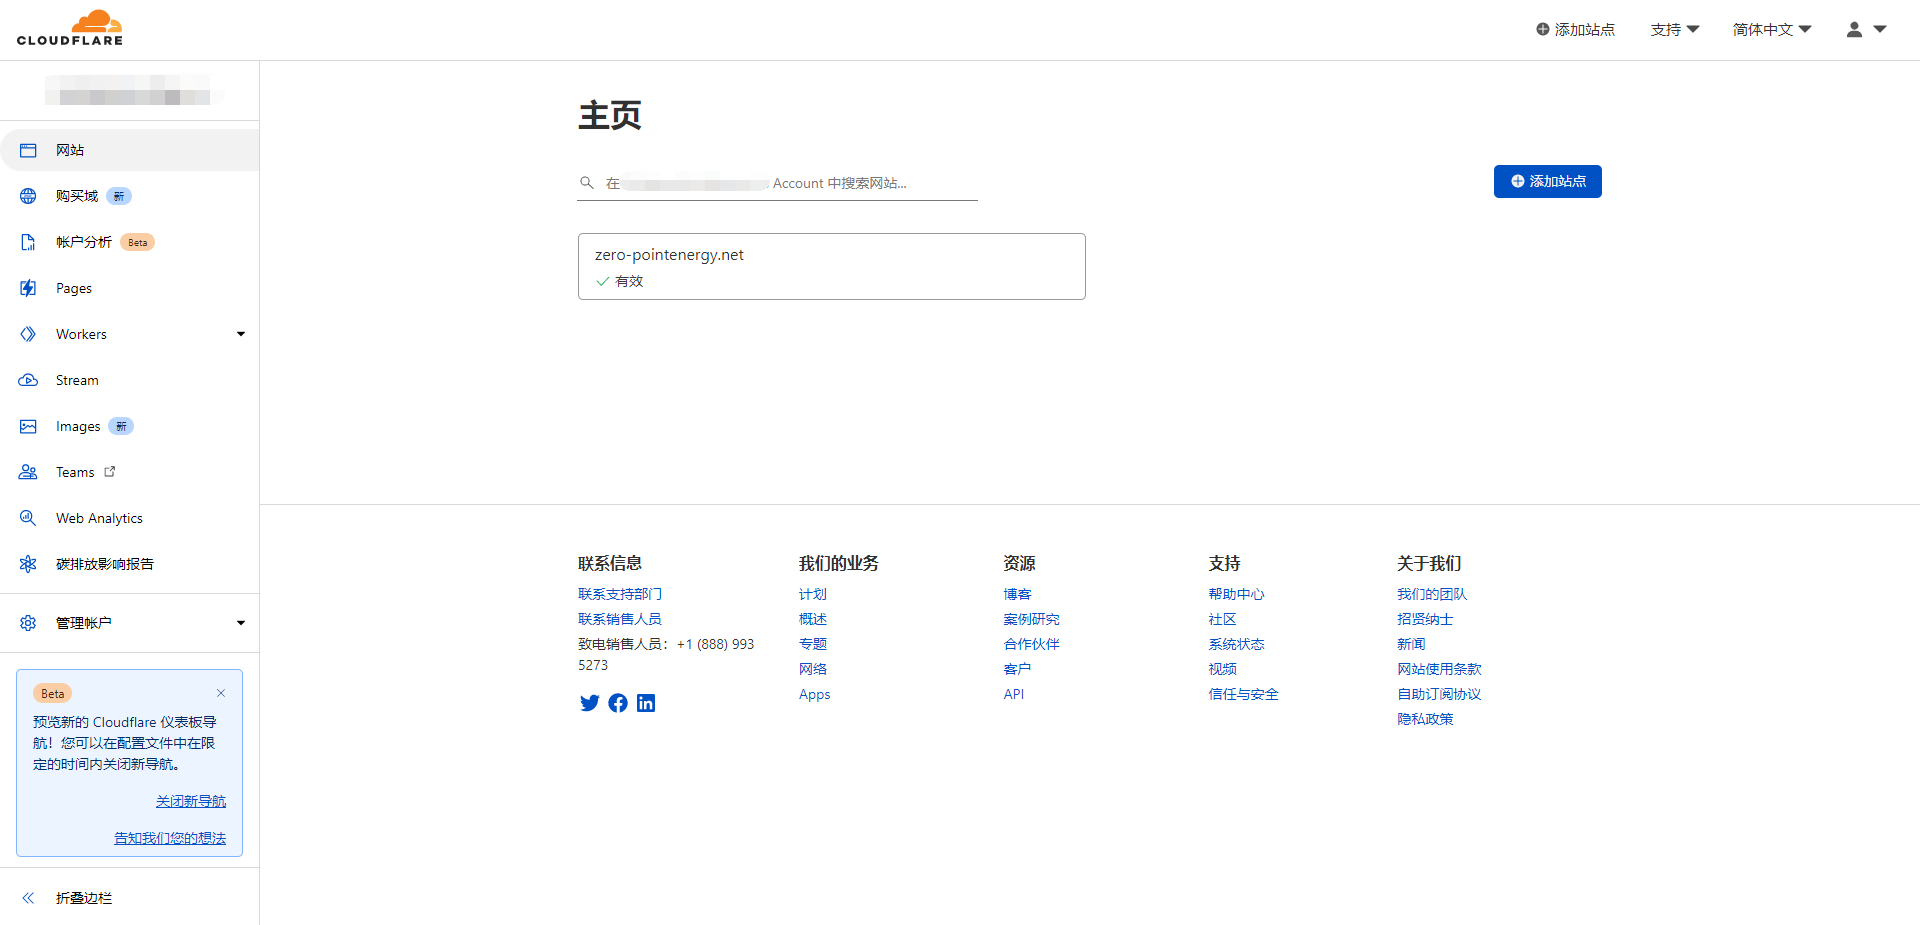 CLOUDFLARE
添加站点
支持
简体中文
网站
购买域 新
帐户分析 Beta
Pages
Workers
Stream
Images 新
Teams
Web Analytics
碳排放影响报告
管理帐户
Beta
预览新的 Cloudflare 仪表板导
航！您可以在配置文件中在限
定的时间内关闭新导航。
关闭新导航
告知我们您的想法
折叠边栏
主页
在 Account 中搜索网站...
添加站点
zero-pointenergy.net
有效
联系信息
联系支持部门
联系销售人员
致电销售人员：+1 (888) 993
5273
我们的业务
计划
概述
专题
网络
Apps
资源
博客
案例研究
合作伙伴
客户
API
支持
帮助中心
社区
系统状态
视频
信任与安全
关于我们
我们的团队
招贤纳士
新闻
网站使用条款
自助订阅协议
隐私政策